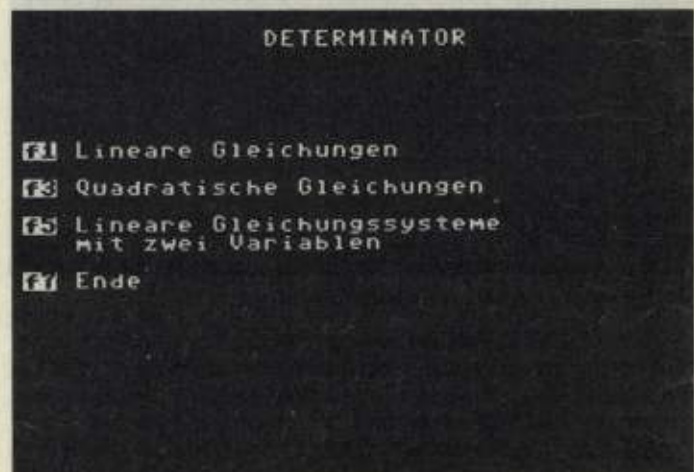 DETERMINATOR
f1 Lineare Gleichungen
f3 Quadratische Gleichungen
f5 Lineare Gleichungssysteme
mit zwei Variablen
f7 Ende